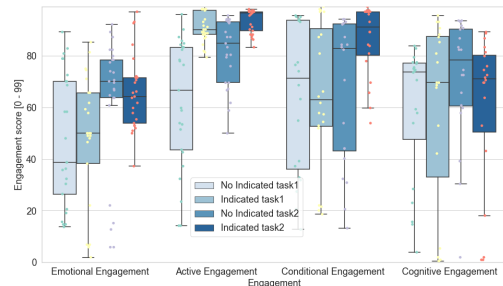 Engagement score [0 - 99]
80
60
40
20
0
No Indicated task1
Indicated task1
No Indicated task2
Indicated task2
Emotional Engagement
Active Engagement
Conditional Engagement
Cognitive Engagement
Engagement